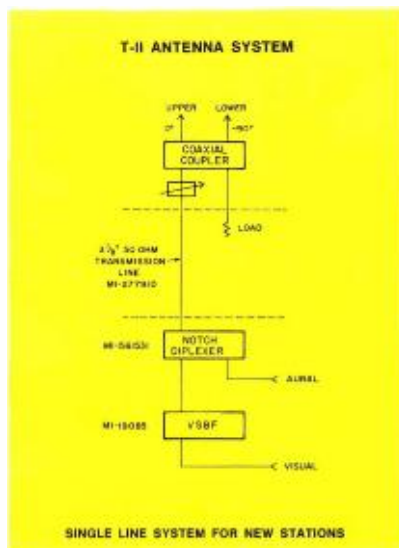 T-II ANTENNA SYSTEM
UPPER LOWER
0° -90°
COAXIAL
COUPLER
LOAD
50 OHM
TRANSMISSION
LINE
NOTCH
DIPLEXER
AURAL
VSBF
VISUAL
SINGLE LINE SYSTEM FOR NEW STATIONS